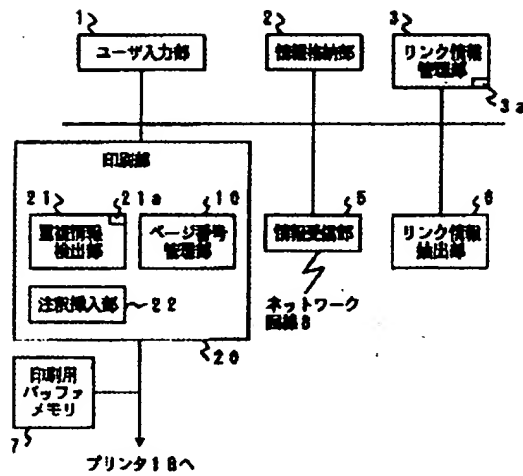 1
ユーザ入力部
2
情報格納部
3
リンク情報
管理部
3a
印刷部
21
21a
重複情報
検出部
10
ページ番号
管理部
注釈挿入部
22
20
5
情報受信部
ネットワーク
回線8
6
リンク情報
抽出部
印刷用
バッファ
メモリ
7
プリンタ18へ